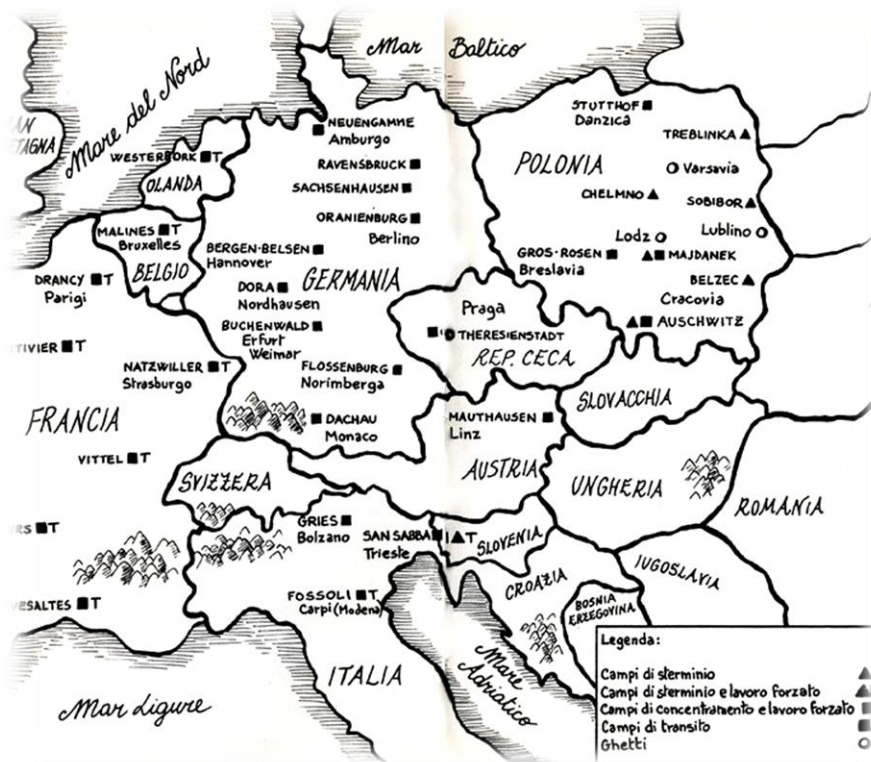 Mar Baltico
Mare del Nord
STUTTHOF
Danzica
NEUENGAMME
Amburgo
TREBLINKA
WESTERBORK T
OLANDA
RAVENSBRUCK
POLONIA
Varsavia
SACHSENHAUSEN
CHELMNO
SOBIBOR
ORANIENBURG
Berlino
MALINES T
Bruxelles
BELGIO
Lodz
Lublino
BERGEN-BELSEN
Hannover
GERMANIA
GROS-ROSEN
Breslavia
MAJDANEK
DRANCY T
Parigi
DORA
Nordhausen
BELZEC
Cracovia
Praga
BUCHENWALD
Erfurt
Weimar
THERESIENSTADT
REP. CECA
AUSCHWITZ
TIVIER T
NATZWILLER T
Strasburgo
FLOSSENBURG
Norimberga
SLOVACCHIA
FRANCIA
DACHAU
Monaco
MAUTHAUSEN
Linz
VITTEL T
SVIZZERA
AUSTRIA
UNGHERIA
ROMANIA
RS T
GRIES
Bolzano
SAN SABBA T
Trieste
SLOVENIA
CROAZIA
IUGOSLAVIA
VESALTES T
FOSSOLI T
Carpi (Modena)
BOSNIA
ERZEGOVINA
ITALIA
Mare
Adriatico
Mar Ligure
Legenda:
Campi di sterminio
Campi di sterminio e lavoro forzato
Campi di concentramento e lavoro forzato
Campi di transito
Ghetti